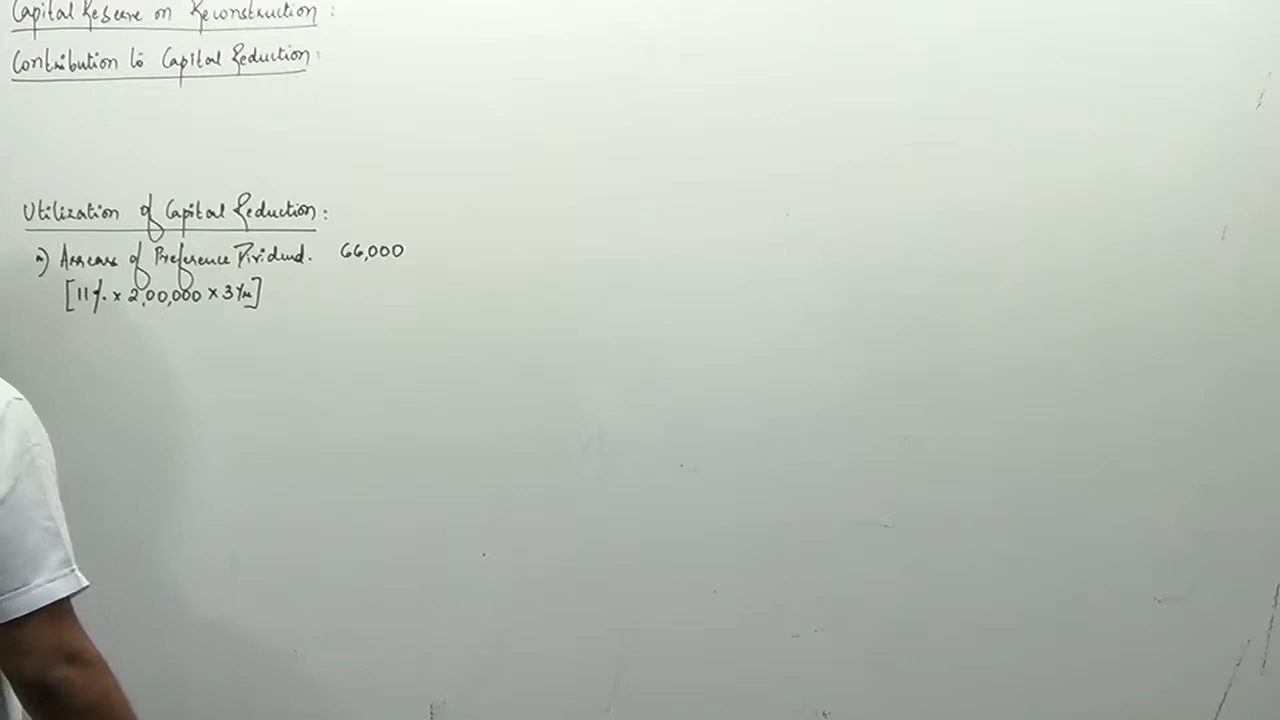 Capital Reserve on Reconstruction :
Contribution to Capital Reduction :
Utilization of Capital Reduction :
a) Arrears of Preference Dividend. 66,000
[11%. x 2,00,000 x 3 Yrs]